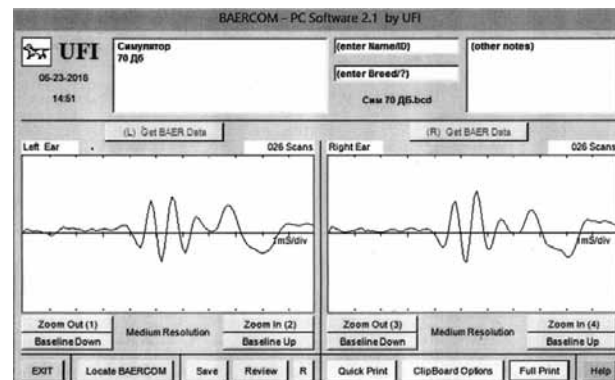 BAERCOM – PC Software 2.1 by UFI
UFI
05-23-2016
14:51
Симулятор
70 Дб
(enter Name/ID)
(enter Breed/?)
Сим 70 ДБ.bcd
(other notes)
(L) Get BAER Data
(R) Get BAER Data
Left Ear
026 Scans
Right Ear
026 Scans
1mS/div
1mS/div
Zoom Out (1)
Baseline Down
Medium Resolution
Zoom In (2)
Baseline Up
Zoom Out (3)
Baseline Down
Medium Resolution
Zoom In (4)
Baseline Up
EXIT
Locate BAERCOM
Save
Review
R
Quick Print
ClipBoard Options
Full Print
Help